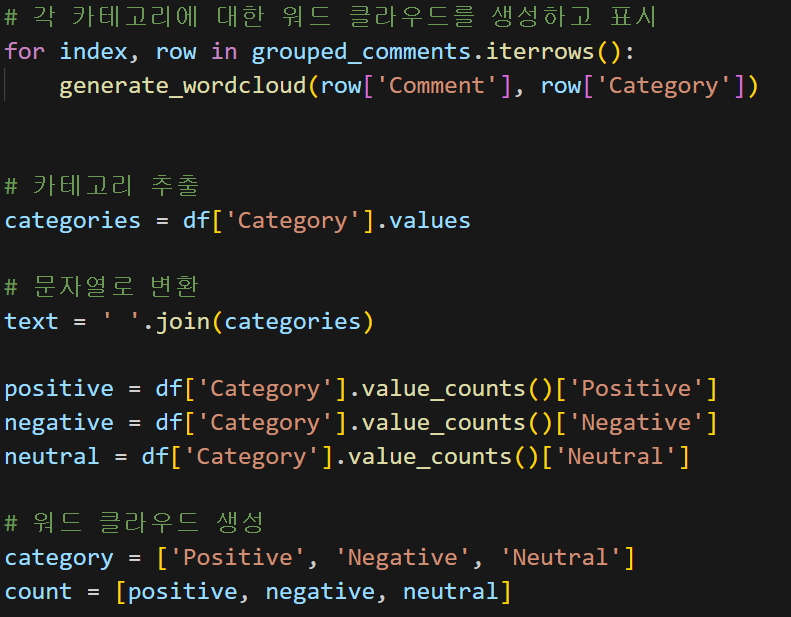 # 각 카테고리에 대한 워드 클라우드를 생성하고 표시
for index, row in grouped_comments.iterrows():
    generate_wordcloud(row['Comment'], row['Category'])
# 카테고리 추출
categories = df['Category'].values
# 문자열로 변환
text = ' '.join(categories)
positive = df['Category'].value_counts()['Positive']
negative = df['Category'].value_counts()['Negative']
neutral = df['Category'].value_counts()['Neutral']
# 워드 클라우드 생성
category = ['Positive', 'Negative', 'Neutral']
count = [positive, negative, neutral]